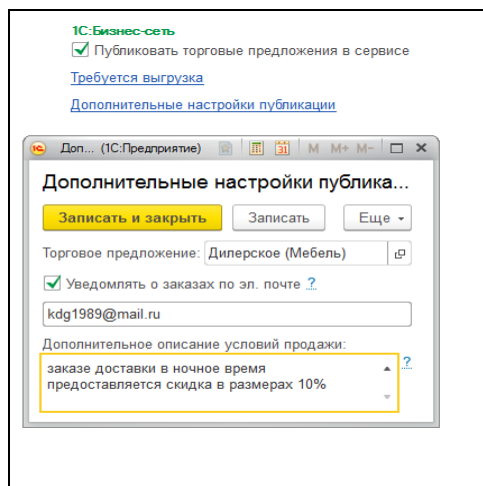 1С:Бизнес-сеть
Публиковать торговые предложения в сервисе
Требуется выгрузка
Дополнительные настройки публикации
Доп... (1С:Предприятие) 31 M M+ M-
Дополнительные настройки publика...
Записать и закрыть Записать Еще
Торговое предложение: Дилерское (Мебель)
Уведомлять о заказах по эл. почте ?
kdg1989@mail.ru
Дополнительное описание условий продажи:
заказе доставки в ночное время ?
предоставляется скидка в размерах 10%